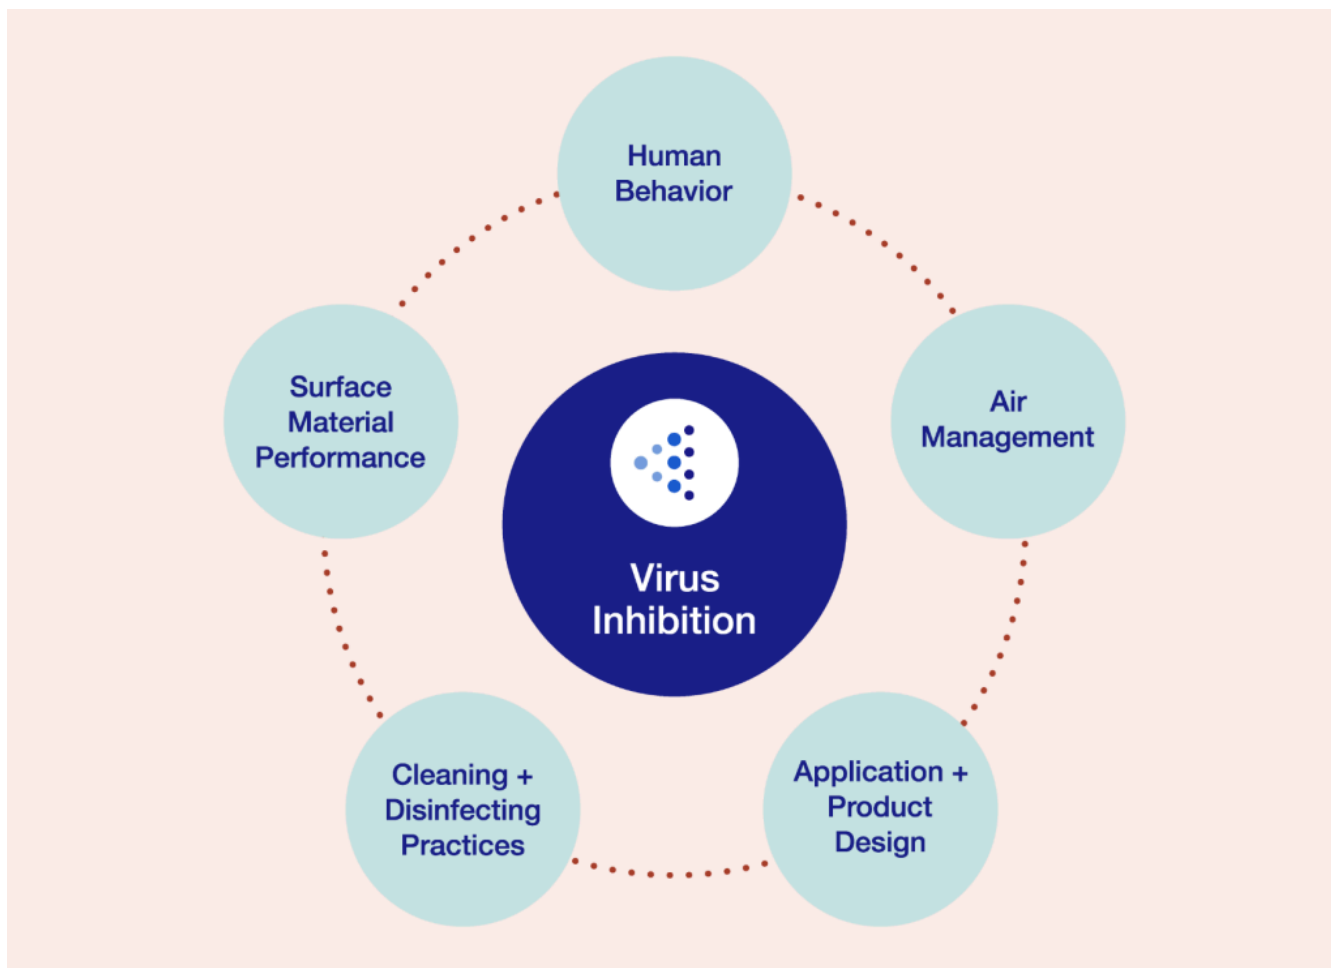 Human
Behavior
Air
Management
Application +
Product
Design
Cleaning +
Disinfecting
Practices
Surface
Material
Performance
Virus
Inhibition